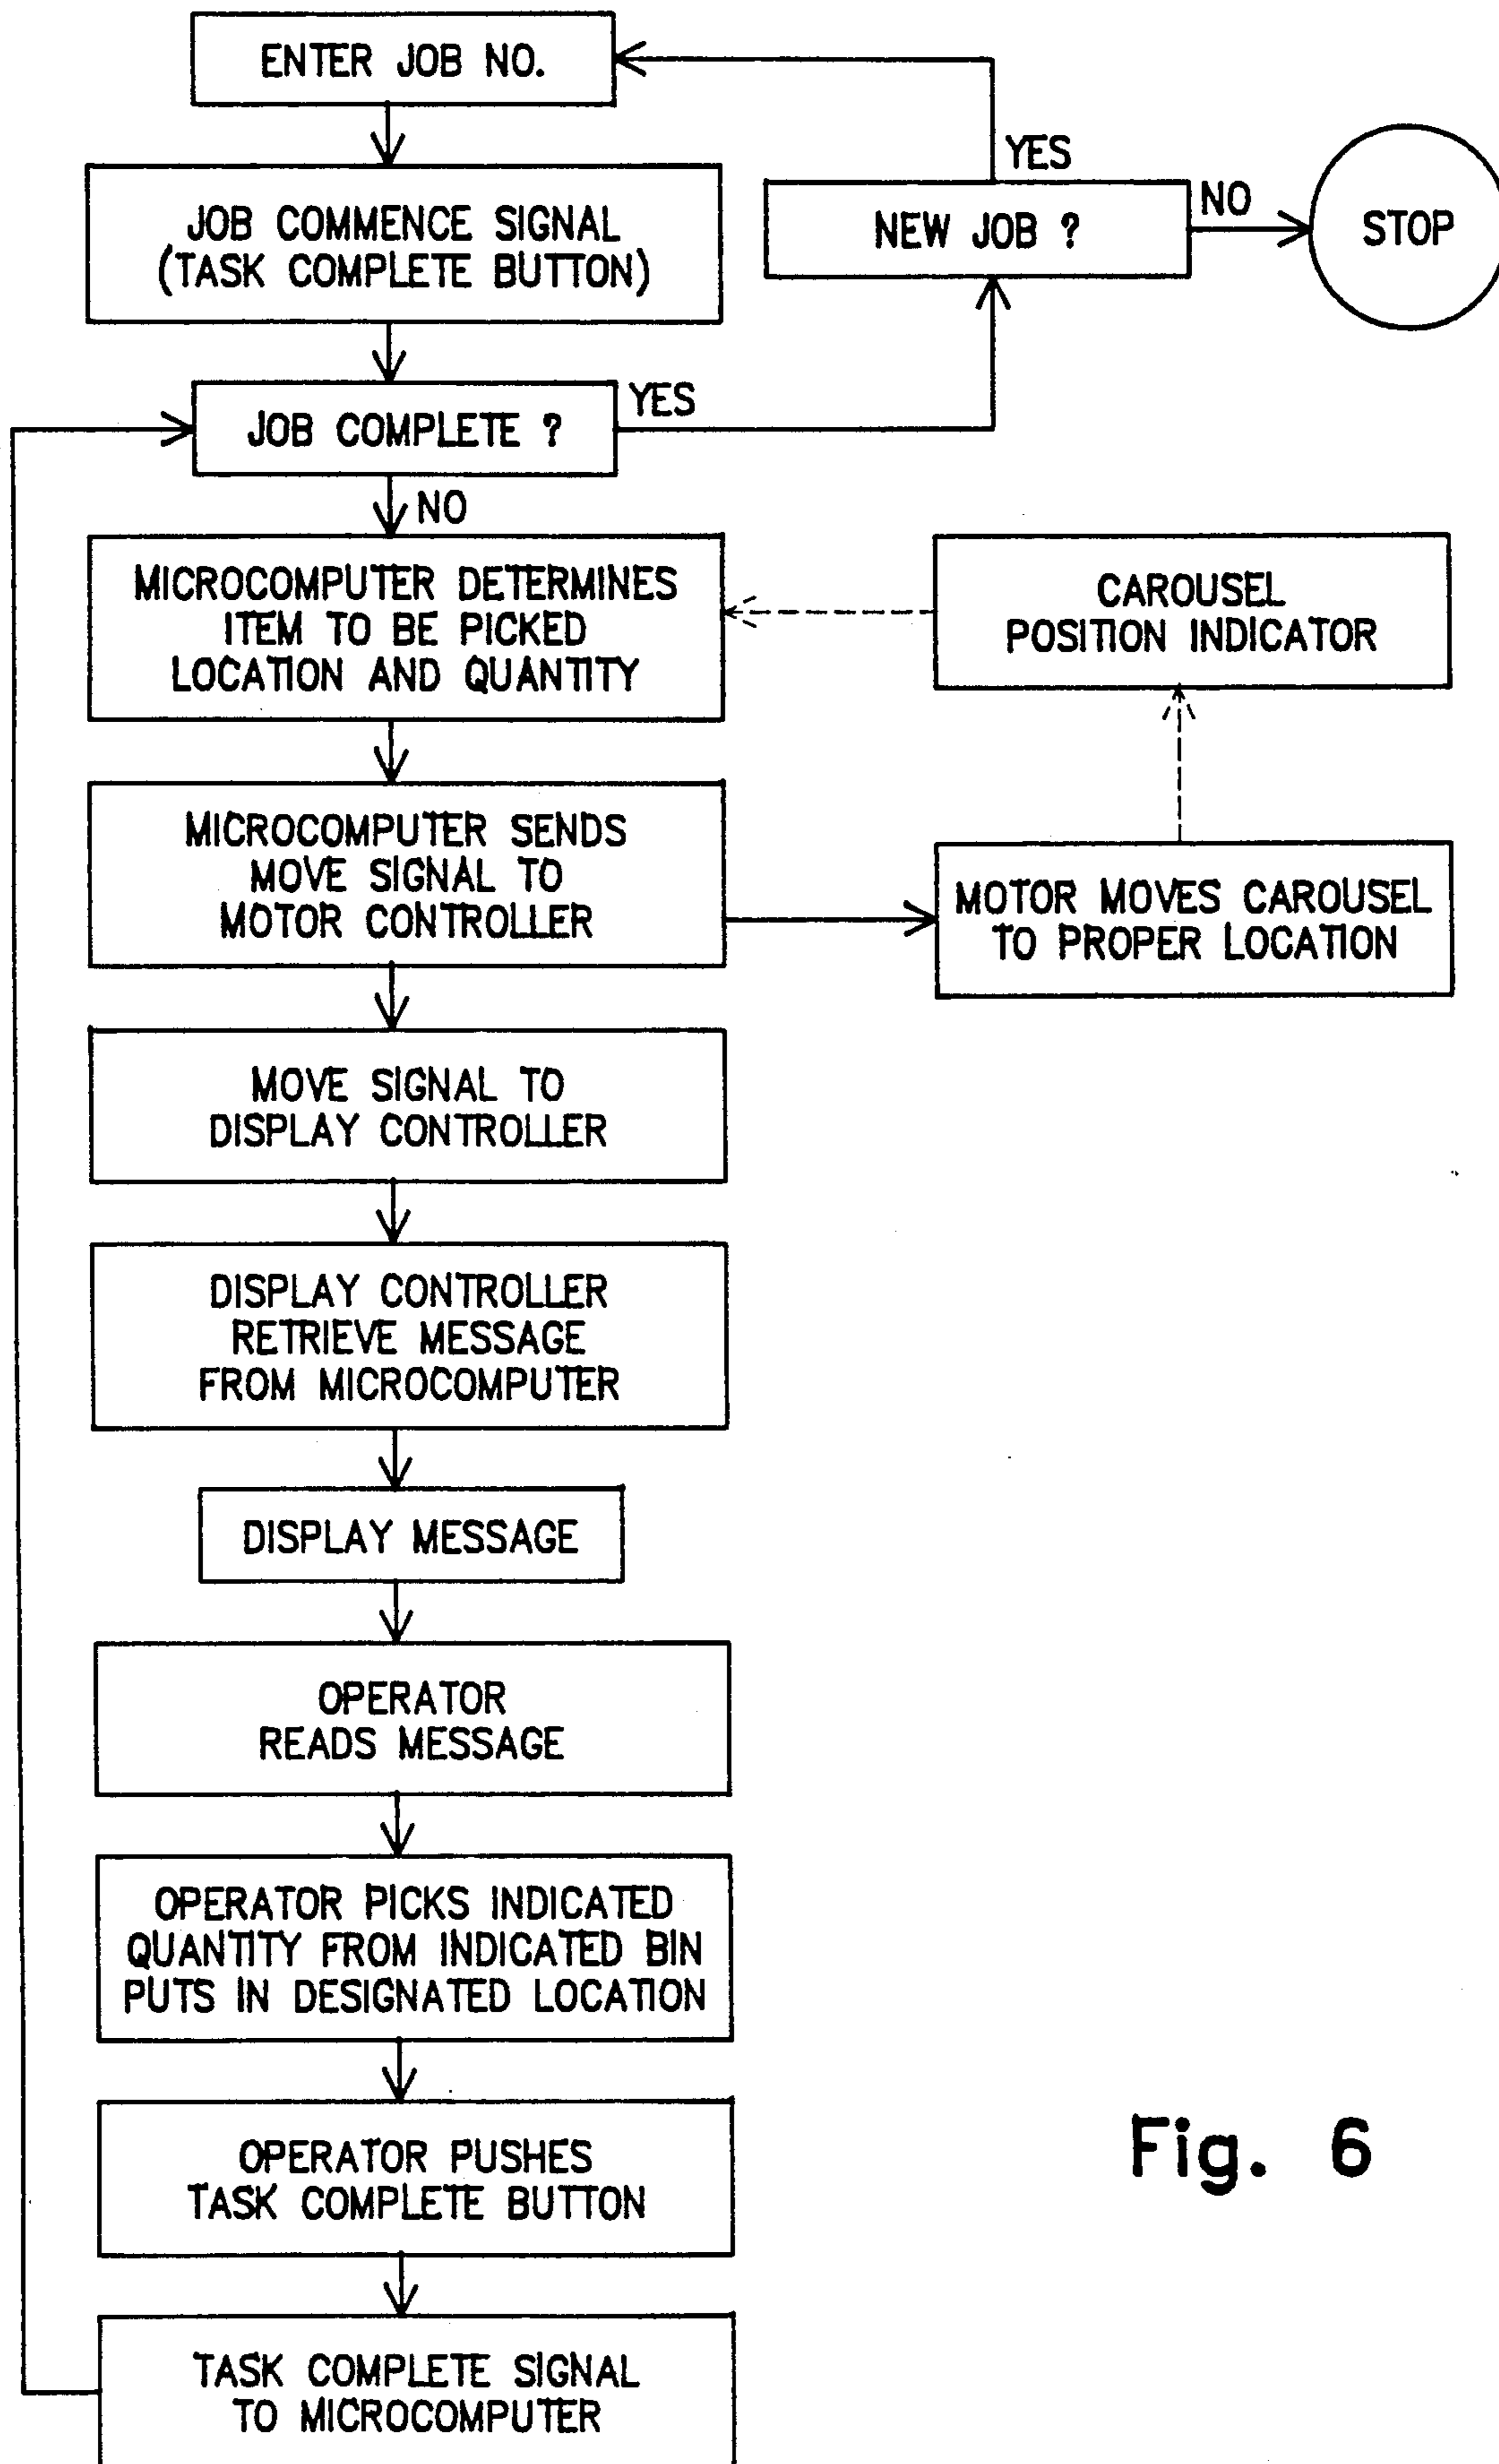 ENTER JOB NO.
JOB COMMENCE SIGNAL
(TASK COMPLETE BUTTON)
YES
NEW JOB ?
NO
STOP
JOB COMPLETE ?
YES
NO
MICROCOMPUTER DETERMINES
ITEM TO BE PICKED
LOCATION AND QUANTITY
CAROUSEL
POSITION INDICATOR
MICROCOMPUTER SENDS
MOVE SIGNAL TO
MOTOR CONTROLLER
MOTOR MOVES CAROUSEL
TO PROPER LOCATION
MOVE SIGNAL TO
DISPLAY CONTROLLER
DISPLAY CONTROLLER
RETRIEVE MESSAGE
FROM MICROCOMPUTER
DISPLAY MESSAGE
OPERATOR
READS MESSAGE
OPERATOR PICKS INDICATED
QUANTITY FROM INDICATED BIN
PUTS IN DESIGNATED LOCATION
OPERATOR PUSHES
TASK COMPLETE BUTTON
TASK COMPLETE SIGNAL
TO MICROCOMPUTER
Fig. 6